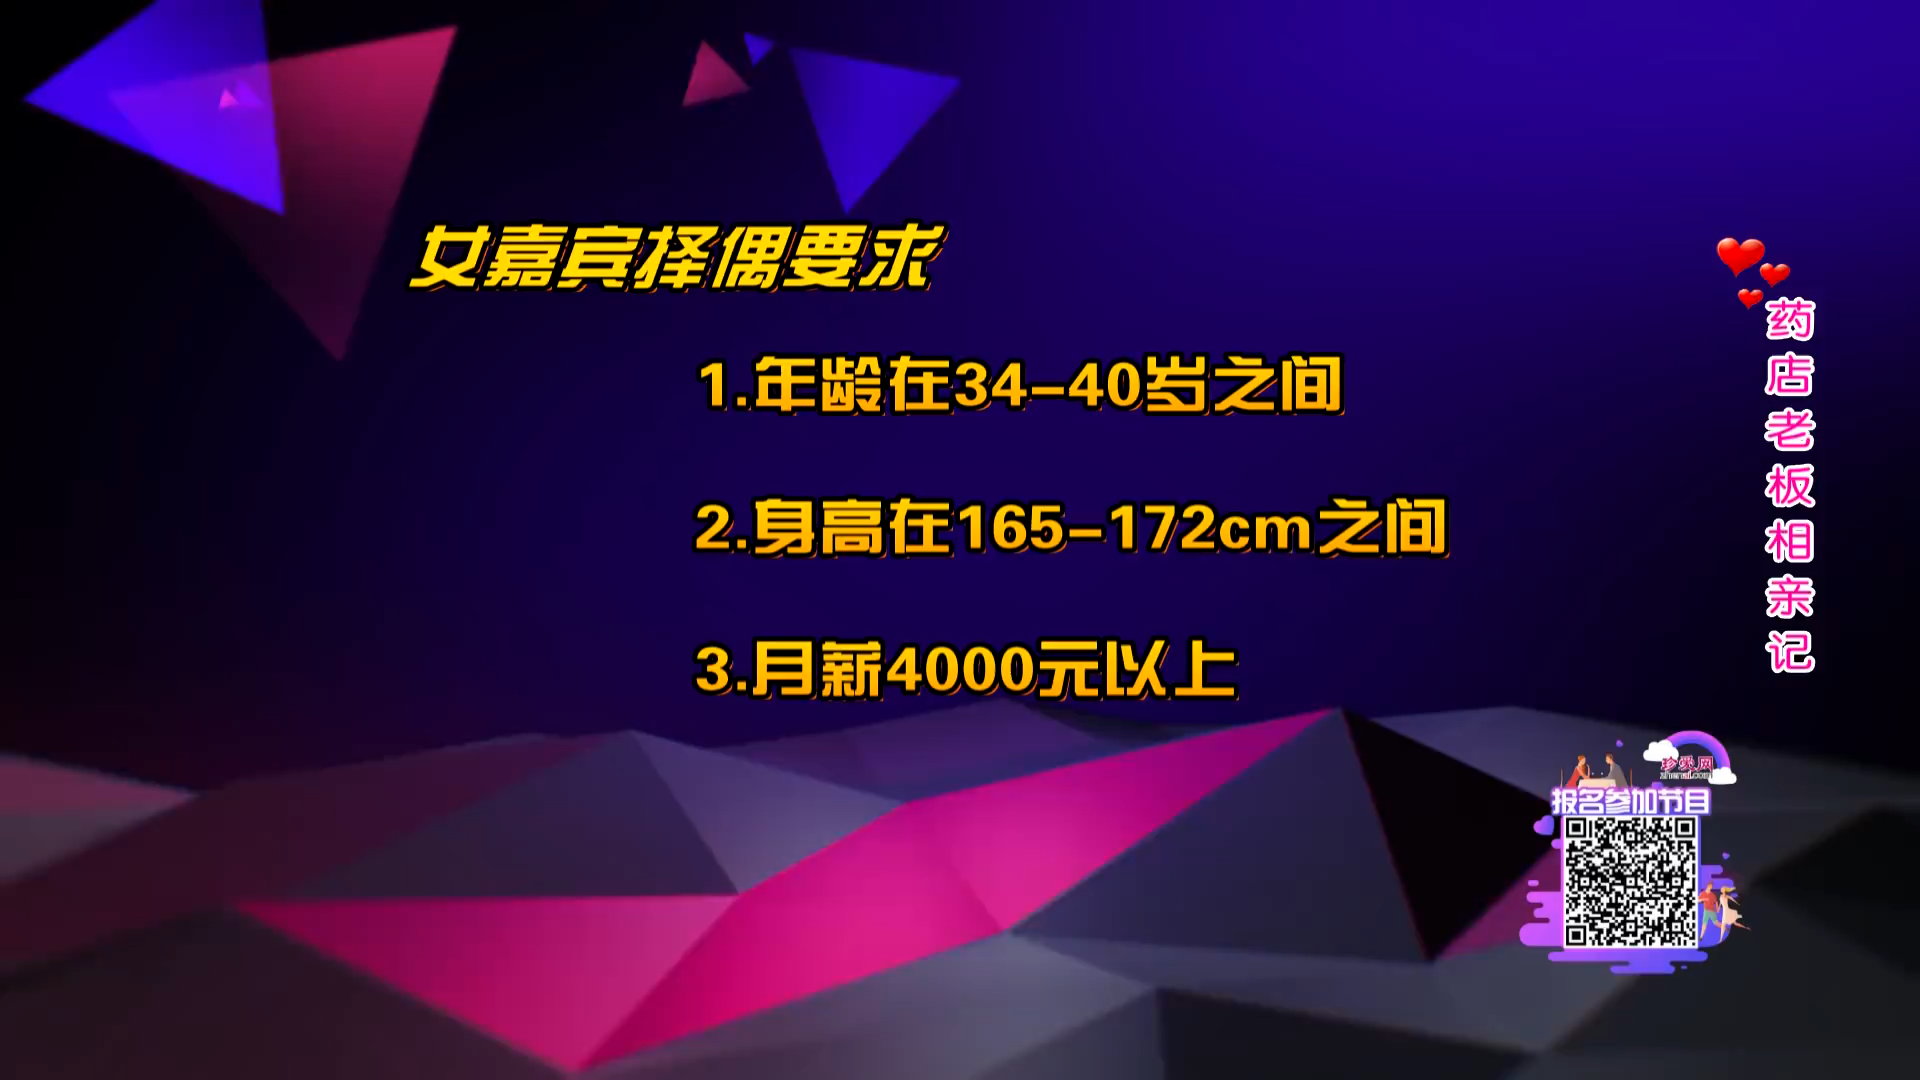 女嘉宾择偶要求
1.年龄在34-40岁之间
2.身高在165-172cm之间
3.月薪4000元以上
药店老板相亲记
珍爱网
zhenai.com
报名参加节目